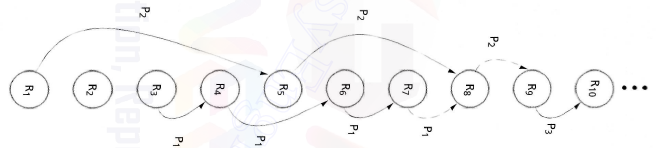 P₂ P₂ P₂
R₁ R₂ R₃ R₄ R₅ R₆ R₇ R₈ R₉ R₁₀ •••
P₁ P₁ P₁ P₁ P₃